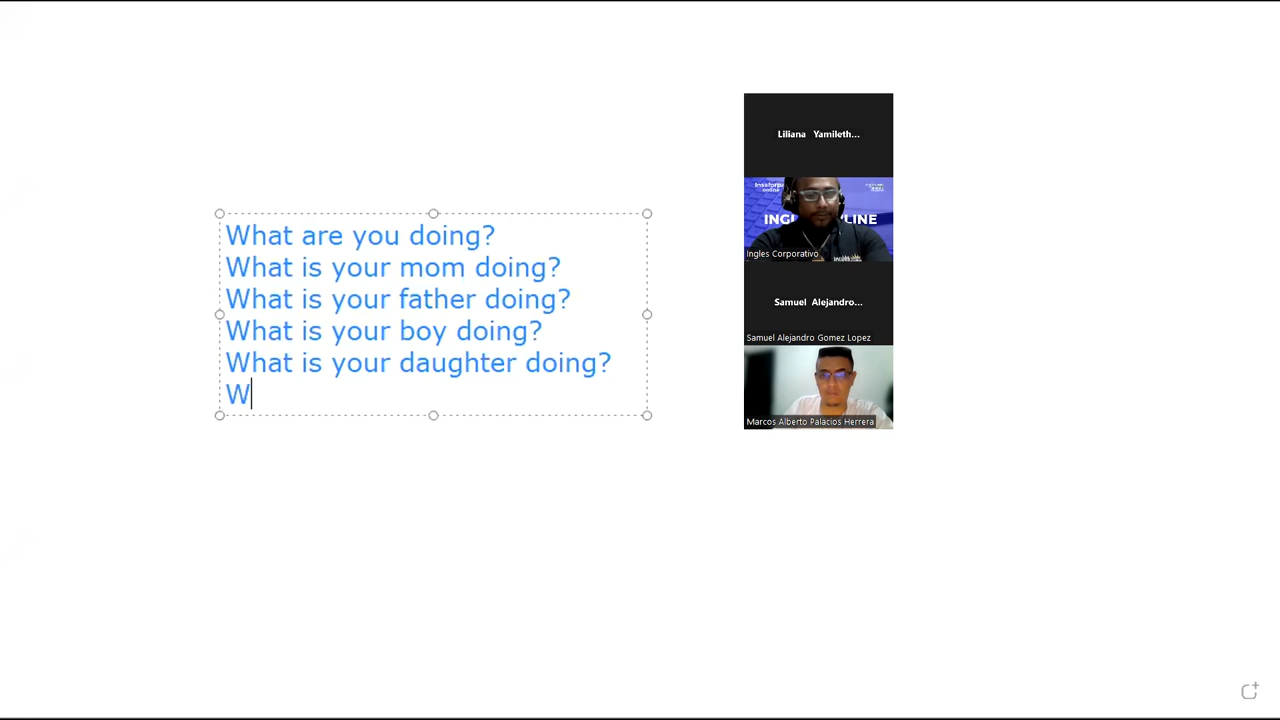 What are you doing?
What is your mom doing?
What is your father doing?
What is your boy doing?
What is your daughter doing?
W
Liliana Yamileth...
INGL LINE
Ingles Corporativo
Samuel Alejandro...
Samuel Alejandro Gomez Lopez
Marcos Alberto Palacios Herrera